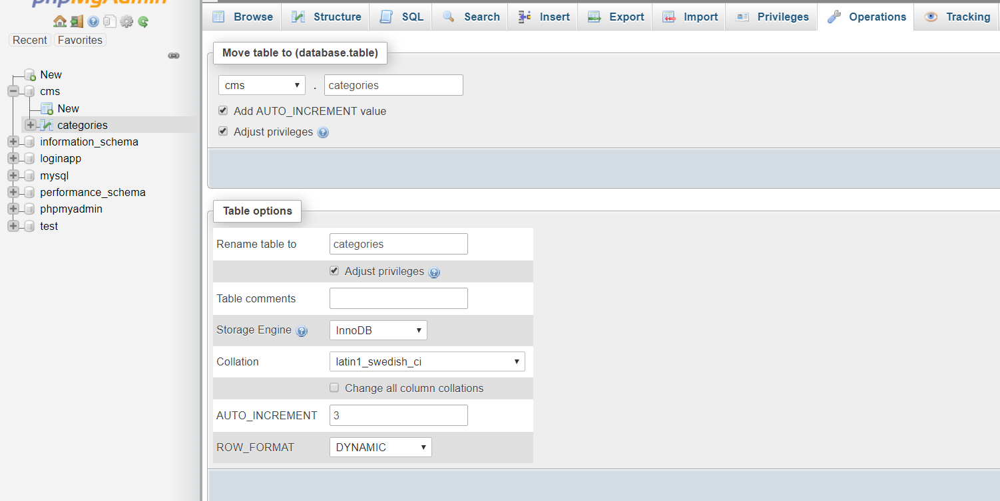 phpMyAdmin
Recent Favorites
New
cms
New
categories
information_schema
loginapp
mysql
performance_schema
phpmyadmin
test
Browse Structure SQL Search Insert Export Import Privileges Operations Tracking
Move table to (database.table)
cms . categories
Add AUTO_INCREMENT value
Adjust privileges
Table options
Rename table to categories
Adjust privileges
Table comments
Storage Engine InnoDB
Collation latin1_swedish_ci
Change all column collations
AUTO_INCREMENT 3
ROW_FORMAT DYNAMIC